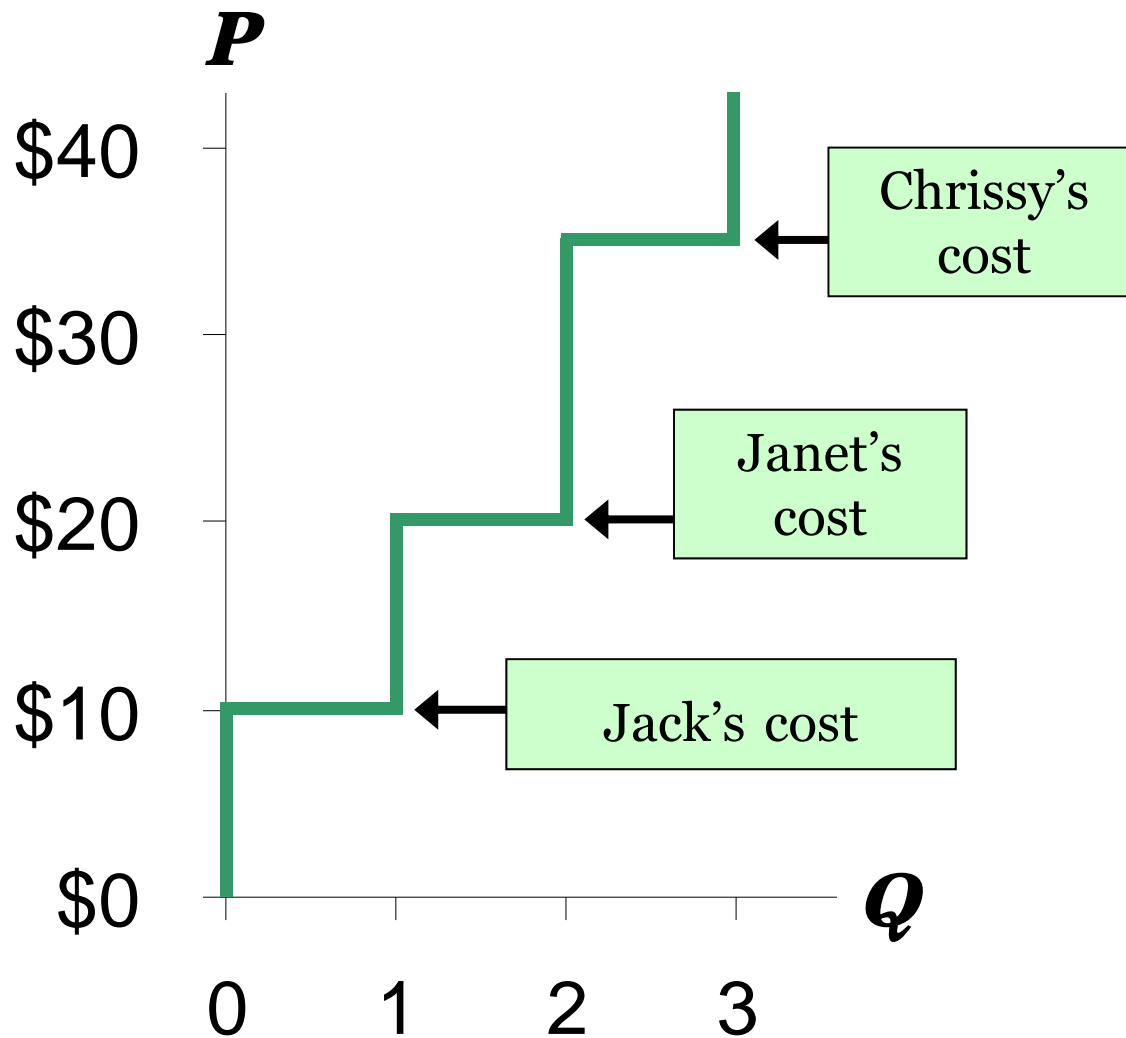 P
$40
Chrissy’s
cost
$30
Janet’s
cost
$20
$10
Jack’s cost
$0
Q
0 1 2 3